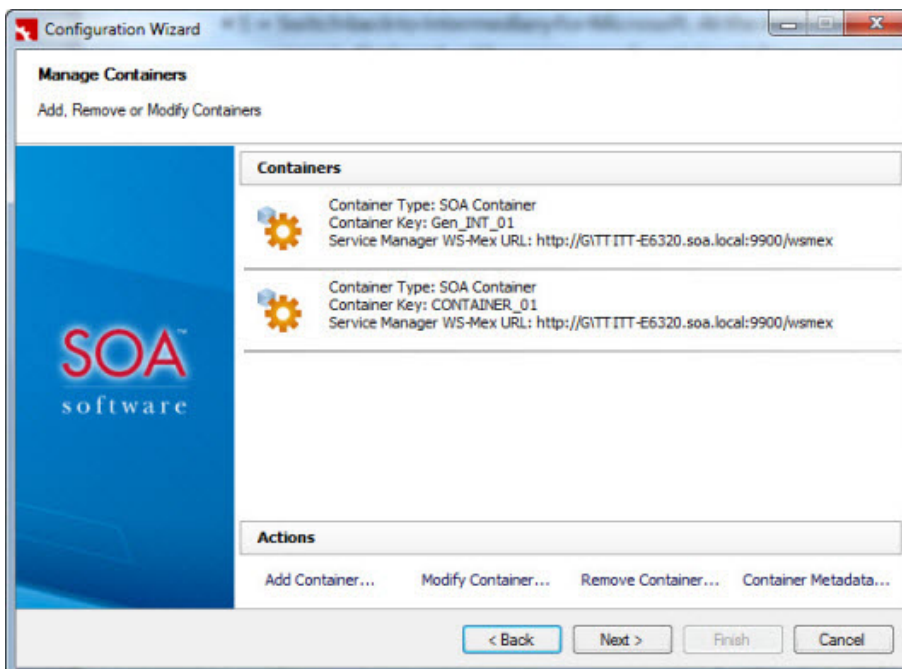 Configuration Wizard
Manage Containers
Add, Remove or Modify Containers
Containers
Container Type: SOA Container
Container Key: Gen_INT_01
Service Manager WS-Mex URL: http://G\TTITT-E6320.soa.local:9900/wsmex
Container Type: SOA Container
Container Key: CONTAINER_01
Service Manager WS-Mex URL: http://G\TTITT-E6320.soa.local:9900/wsmex
SOA™
software
Actions
Add Container... Modify Container... Remove Container... Container Metadata...
< Back Next > Finish Cancel